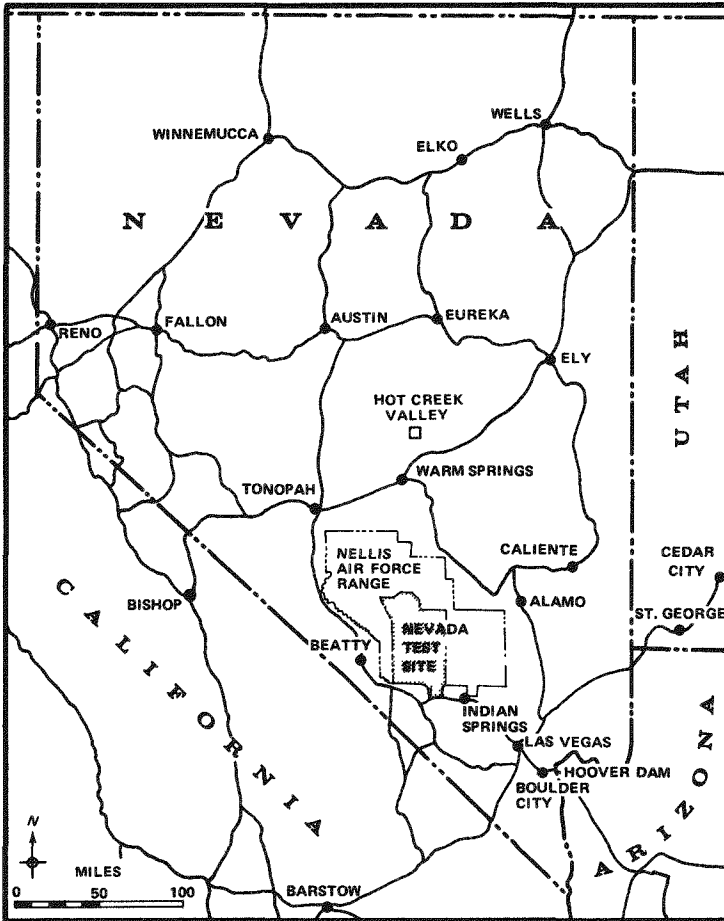 WELLS
WINNEMUCCA
ELKO
NEVADA
RENO
FALLON
AUSTIN
EUREKA
ELY
UTAH
HOT CREEK
VALLEY
WARM SPRINGS
TONOPAH
NELLIS
AIR FORCE
RANGE
CALIENTE
CEDAR
CITY
BISHOP
ALAMO
ST. GEORGE
CALIFORNIA
BEATTY
NEVADA
TEST
SITE
INDIAN
SPRINGS
LAS VEGAS
HOOVER DAM
BOULDER
CITY
ARIZONA
N
MILES
0 50 100
BARSTOW